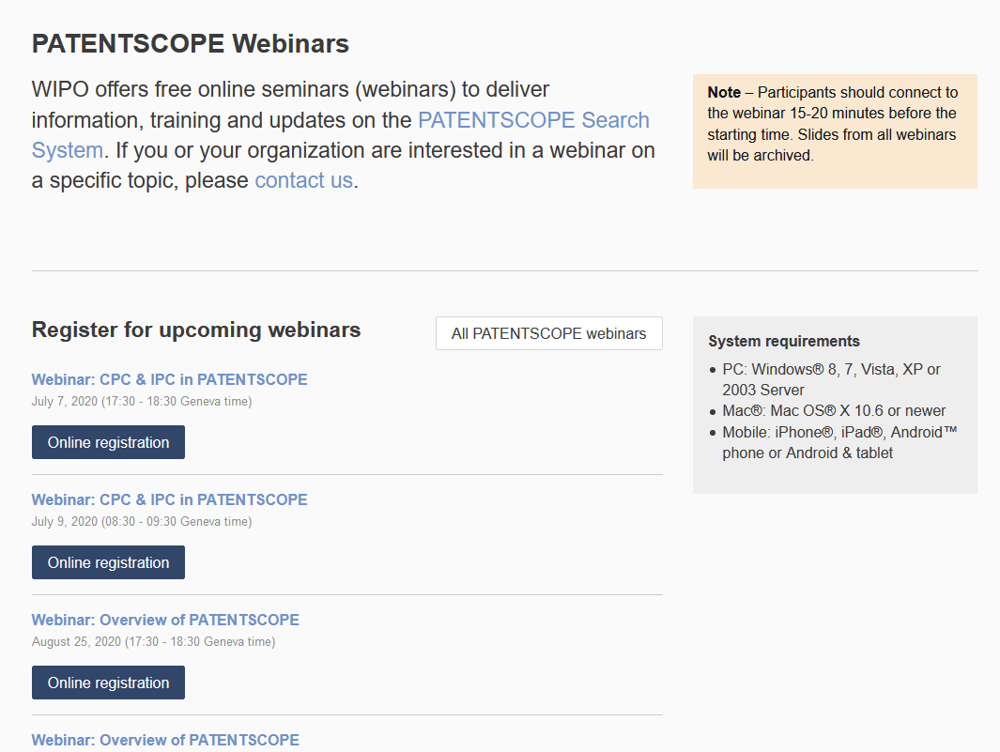 PATENTSCOPE Webinars
WIPO offers free online seminars (webinars) to deliver
information, training and updates on the PATENTSCOPE Search
System. If you or your organization are interested in a webinar on
a specific topic, please contact us.
Note – Participants should connect to
the webinar 15-20 minutes before the
starting time. Slides from all webinars
will be archived.
Register for upcoming webinars
All PATENTSCOPE webinars
Webinar: CPC & IPC in PATENTSCOPE
July 7, 2020 (17:30 - 18:30 Geneva time)
Online registration
Webinar: CPC & IPC in PATENTSCOPE
July 9, 2020 (08:30 - 09:30 Geneva time)
Online registration
Webinar: Overview of PATENTSCOPE
August 25, 2020 (17:30 - 18:30 Geneva time)
Online registration
Webinar: Overview of PATENTSCOPE
System requirements
• PC: Windows® 8, 7, Vista, XP or
2003 Server
• Mac®: Mac OS® X 10.6 or newer
• Mobile: iPhone®, iPad®, Android™
phone or Android & tablet